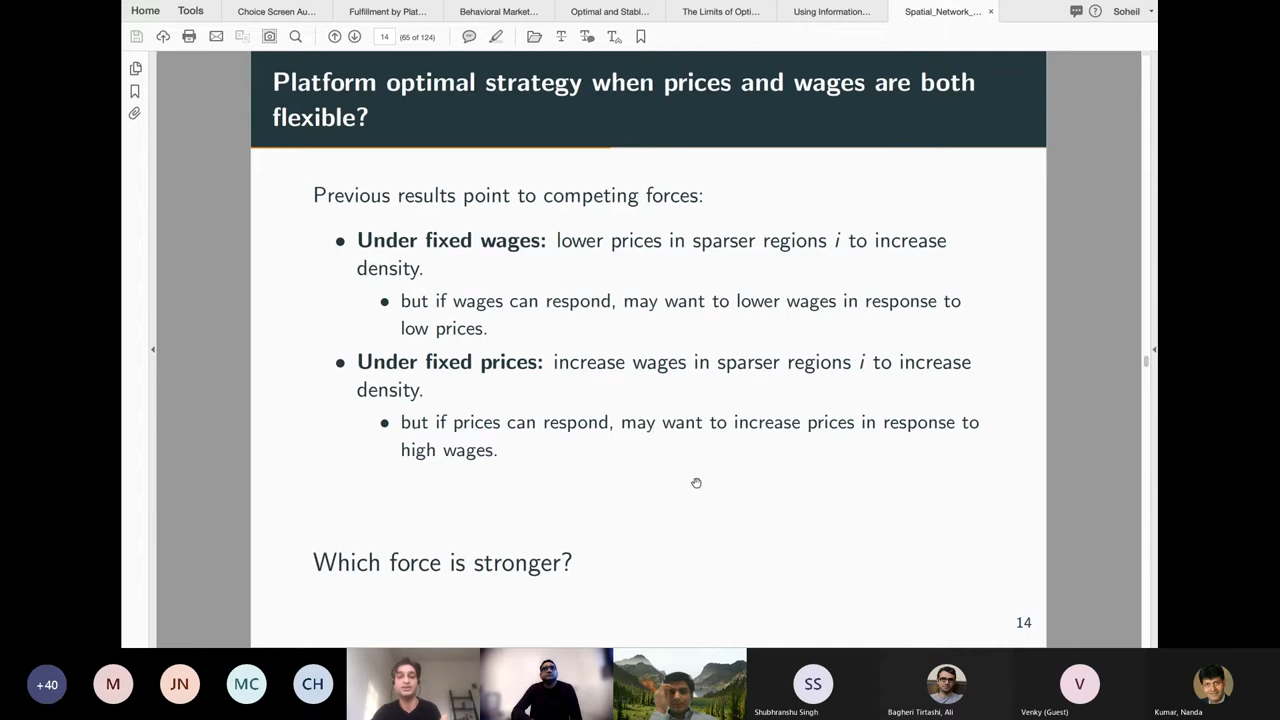 Home
Tools
Choice Screen Au...
Fulfillment by Plat...
Behavioral Market...
Optimal and Stabl...
The Limits of Opti...
Using Information...
Spatial_Network_...
×
Soheil
14
(65 of 124)
Platform optimal strategy when prices and wages are both
flexible?
Previous results point to competing forces:
• Under fixed wages: lower prices in sparser regions i to increase
density.
• but if wages can respond, may want to lower wages in response to
low prices.
• Under fixed prices: increase wages in sparser regions i to increase
density.
• but if prices can respond, may want to increase prices in response to
high wages.
Which force is stronger?
14
+40
M
JN
MC
CH
SS
V
Shubhranshu Singh
Bagheri Tirtashi, Ali
Venky (Guest)
Kumar, Nanda